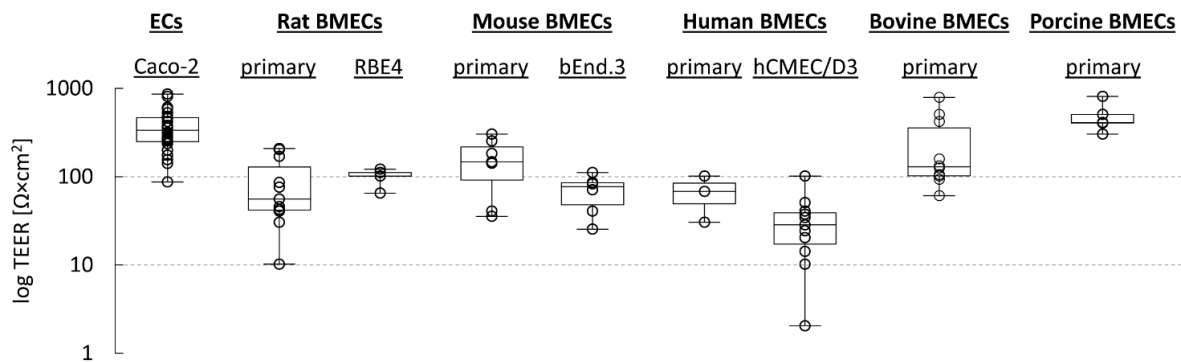 ECs Rat BMECs Mouse BMECs Human BMECs Bovine BMECs Porcine BMECs
Caco-2 primary RBE4 primary bEnd.3 primary hCMEC/D3 primary primary
log TEER [Ω×cm²]
1000
100
10
1